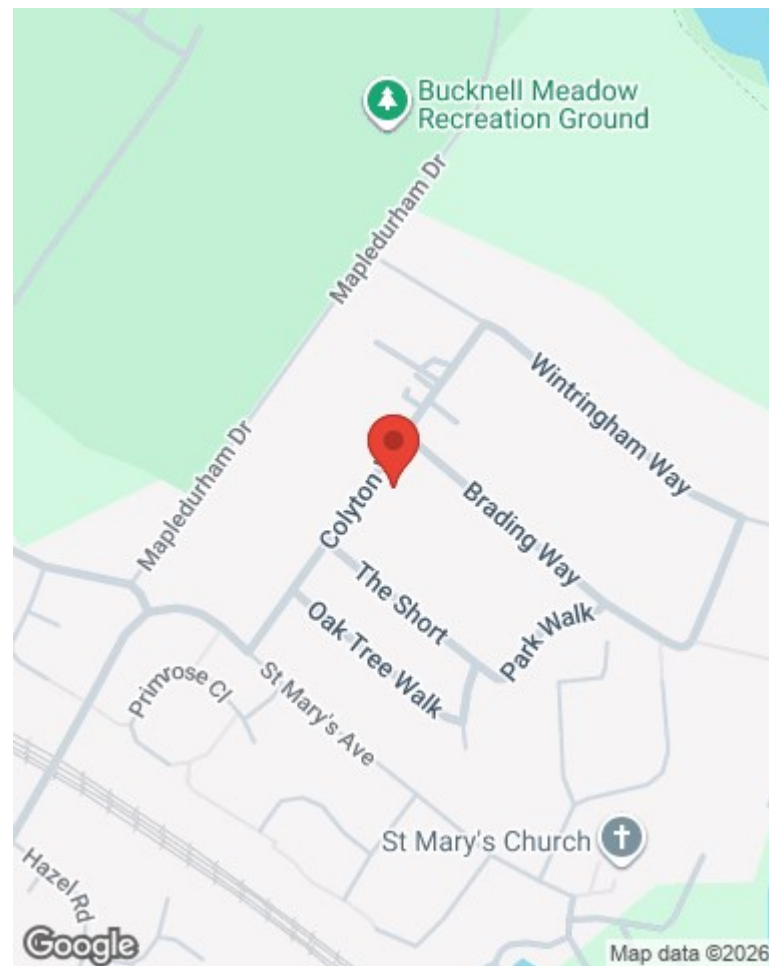 Bucknell Meadow
Recreation Ground
Mapledurham Dr
Wintringham Way
Mapledurham Dr
Colyton
Brading Way
The Short
Park Walk
Oak Tree Walk
Primrose Cl
St Mary's Ave
St Mary's Church
Hazel Rd
Google
Map data ©2026